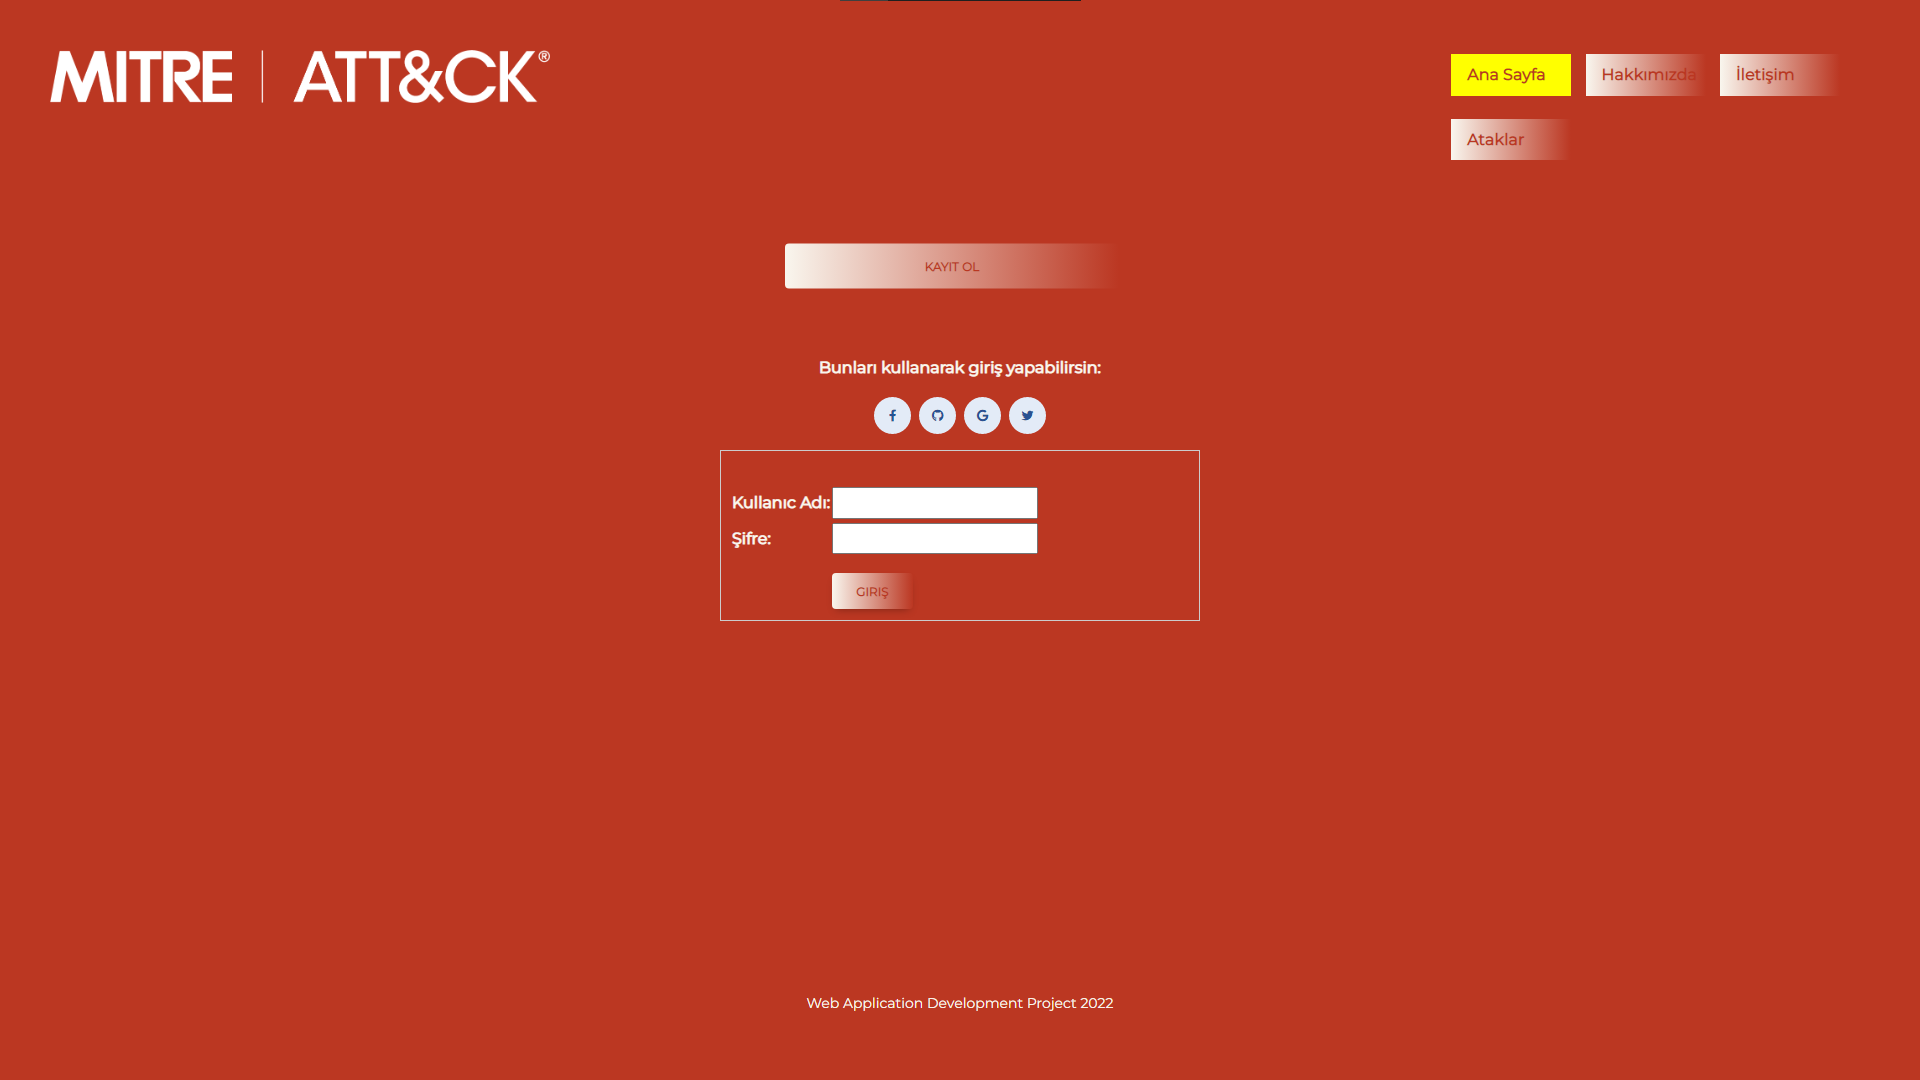 MITRE | ATT&CK®
Ana Sayfa Hakkımızda İletişim
Ataklar
KAYIT OL
Bunları kullanarak giriş yapabilirsin:
Kullanıc Adı:
Şifre:
GIRIŞ
Web Application Development Project 2022